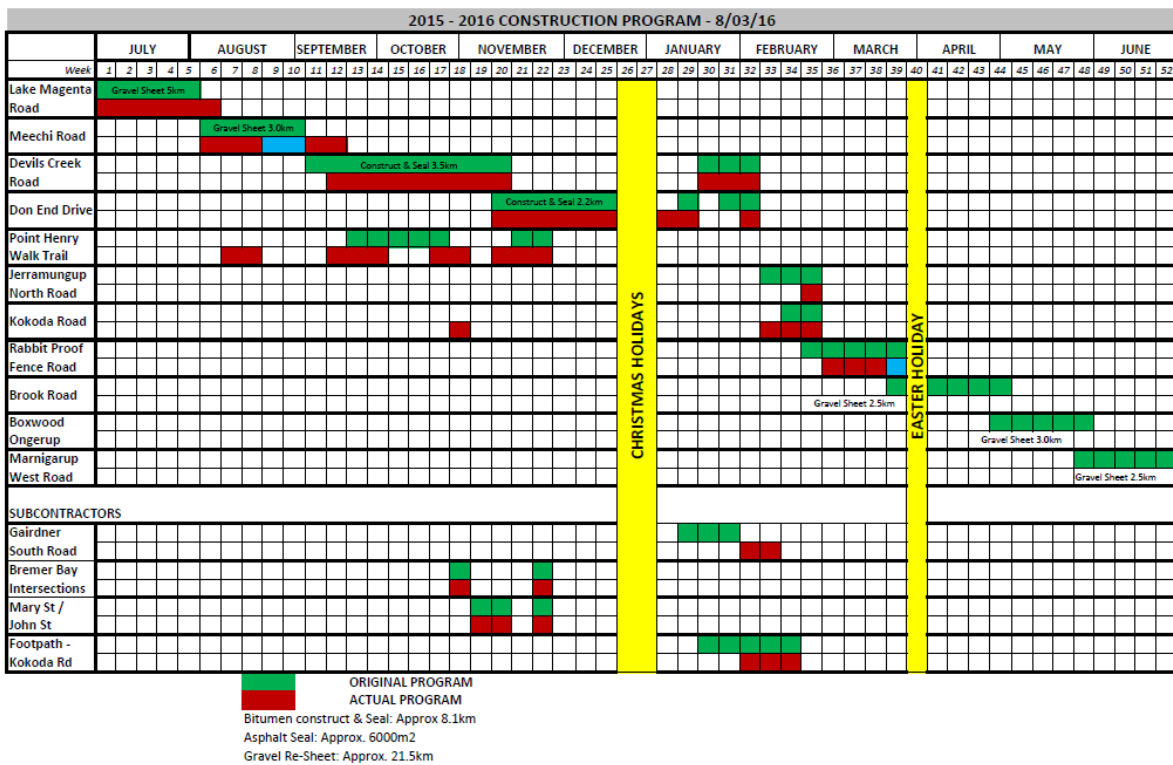 2015 - 2016 CONSTRUCTION PROGRAM - 8/03/16
JULY AUGUST SEPTEMBER OCTOBER NOVEMBER DECEMBER JANUARY FEBRUARY MARCH APRIL MAY JUNE
Week 1 2 3 4 5 6 7 8 9 10 11 12 13 14 15 16 17 18 19 20 21 22 23 24 25 26 27 28 29 30 31 32 33 34 35 36 37 38 39 40 41 42 43 44 45 46 47 48 49 50 51 52
Lake Magenta Gravel Sheet 5km
Road
Meechi Road Gravel Sheet 3.0km
Devils Creek Construct & Seal 3.5km
Road
Don End Drive Construct & Seal 2.2km
Point Henry
Walk Trail
Jerramungup
North Road
Kokoda Road
Rabbit Proof
Fence Road
Brook Road
Gravel Sheet 2.5km
Boxwood
Ongerup Gravel Sheet 3.0km
Marnigarup
West Road Gravel Sheet 2.5km
CHRISTMAS HOLIDAYS
EASTER HOLIDAY
SUBCONTRACTORS
Gairdner
South Road
Bremer Bay
Intersections
Mary St /
John St
Footpath -
Kokoda Rd
ORIGINAL PROGRAM
ACTUAL PROGRAM
Bitumen construct & Seal: Approx 8.1km
Asphalt Seal: Approx. 6000m2
Gravel Re-Sheet: Approx. 21.5km